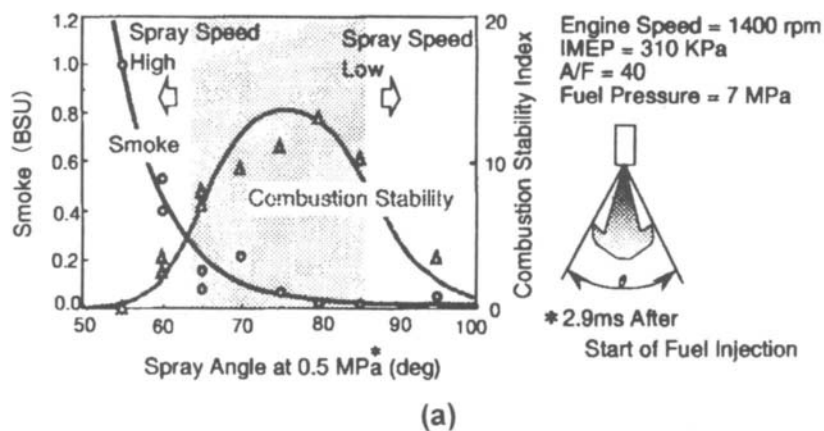 Smoke (BSU)
1.2
1.0
0.8
0.6
0.4
0.2
0.0
Spray Speed
High
Spray Speed
Low
Smoke
Combustion Stability
20
10
0
Combustion Stability Index
50 60 70 80 90 100
Spray Angle at 0.5 MPa* (deg)
Engine Speed = 1400 rpm
IMEP = 310 KPa
A/F = 40
Fuel Pressure = 7 MPa
θ
* 2.9ms After
Start of Fuel Injection
(a)